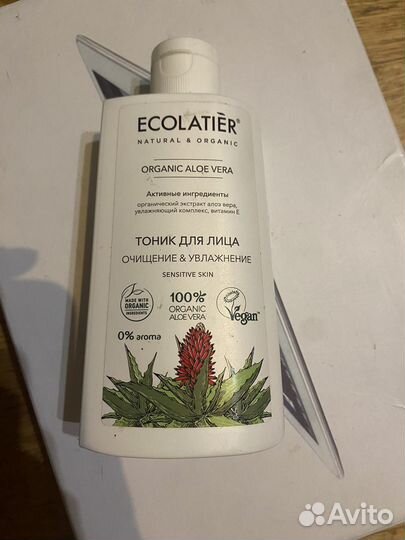 ECOLATIÈR®
NATURAL & ORGANIC
ORGANIC ALOE VERA
Активные ингредиенты
органический экстракт алоэ вера,
увлажняющий комплекс, витамин Е
ТОНИК ДЛЯ ЛИЦА
ОЧИЩЕНИЕ & УВЛАЖНЕНИЕ
SENSITIVE SKIN
MADE WITH
ORGANIC
INGREDIENTS
100%
ORGANIC
ALOE VERA
Vegan
0% aroma
Avito